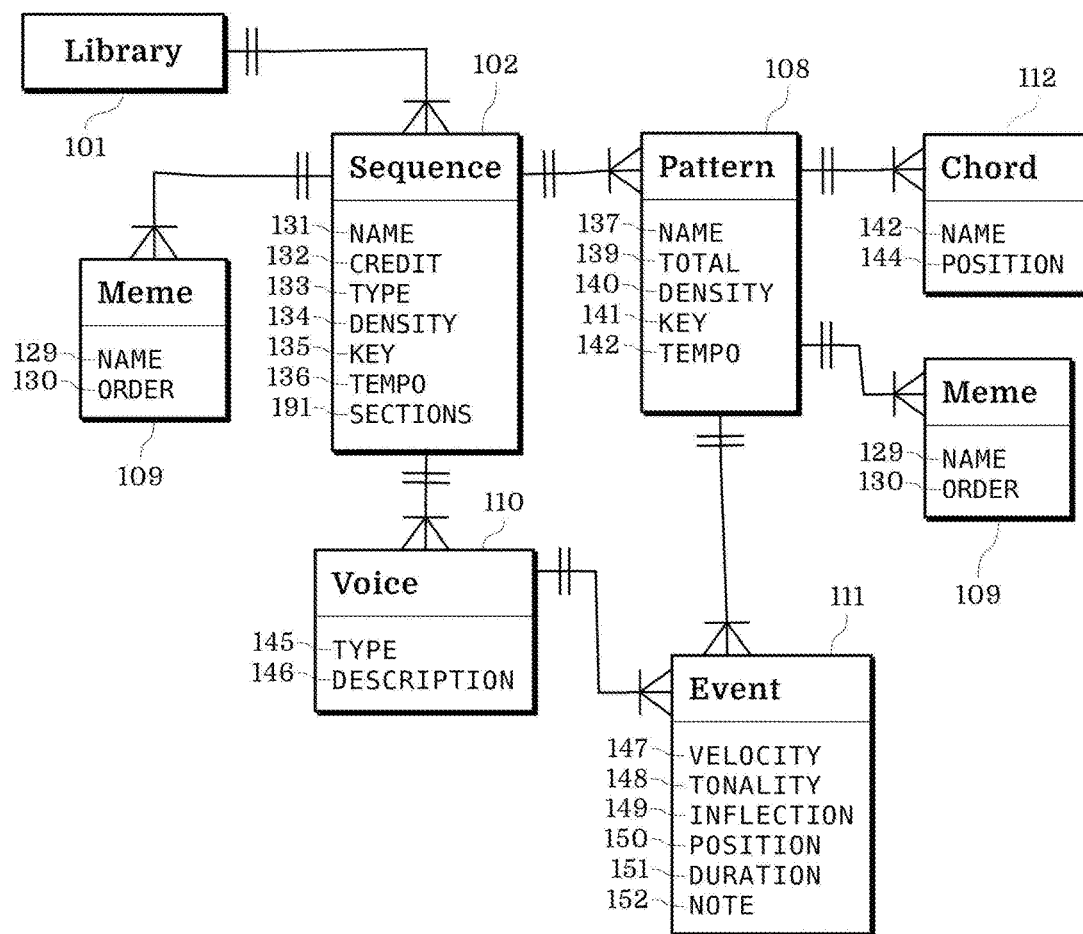 Library
101
102
Sequence
131 NAME
132 CREDIT
133 TYPE
134 DENSITY
135 KEY
136 TEMPO
191 SECTIONS
108
Pattern
137 NAME
139 TOTAL
140 DENSITY
141 KEY
142 TEMPO
112
Chord
142 NAME
144 POSITION
Meme
129 NAME
130 ORDER
109
Meme
129 NAME
130 ORDER
109
110
Voice
145 TYPE
146 DESCRIPTION
111
Event
147 VELOCITY
148 TONALITY
149 INFLECTION
150 POSITION
151 DURATION
152 NOTE